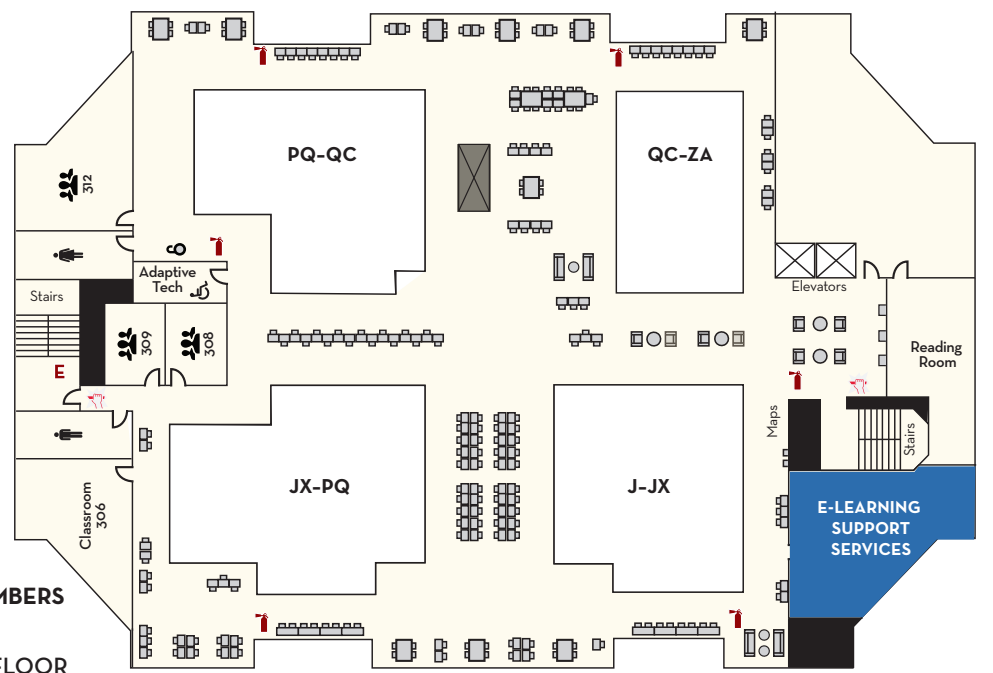 PQ-QC
QC-ZA
312
Adaptive
Tech
Stairs
309
308
E
Elevators
Reading
Room
Maps
Stairs
JX-PQ
J-JX
Classroom
306
E-LEARNING
SUPPORT
SERVICES
MBERS
FLOOR